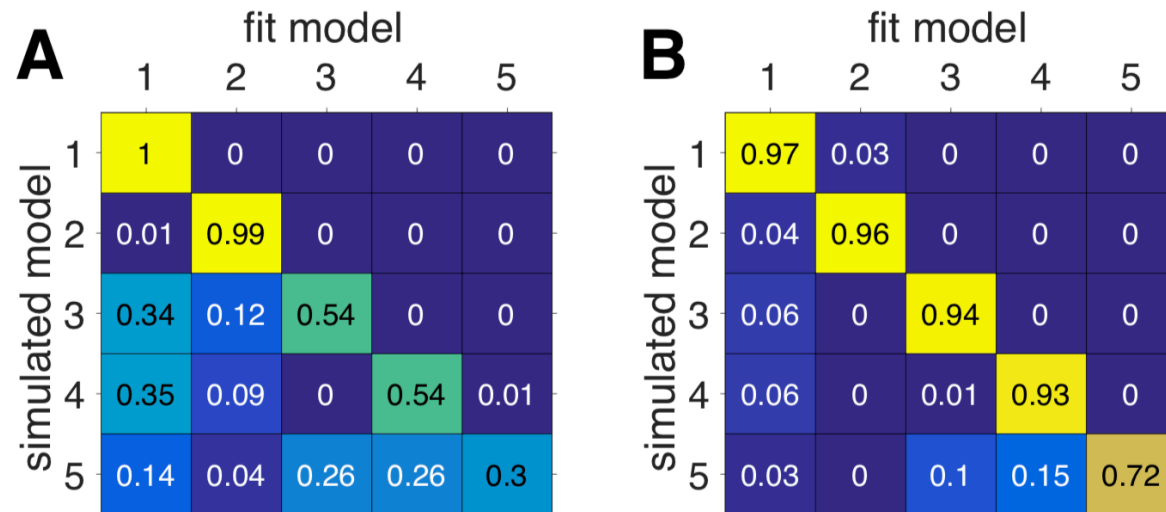 A
fit model
1 2 3 4 5
simulated model
1 1 0 0 0 0
2 0.01 0.99 0 0 0
3 0.34 0.12 0.54 0 0
4 0.35 0.09 0 0.54 0.01
5 0.14 0.04 0.26 0.26 0.3
B
fit model
1 2 3 4 5
simulated model
1 0.97 0.03 0 0 0
2 0.04 0.96 0 0 0
3 0.06 0 0.94 0 0
4 0.06 0 0.01 0.93 0
5 0.03 0 0.1 0.15 0.72